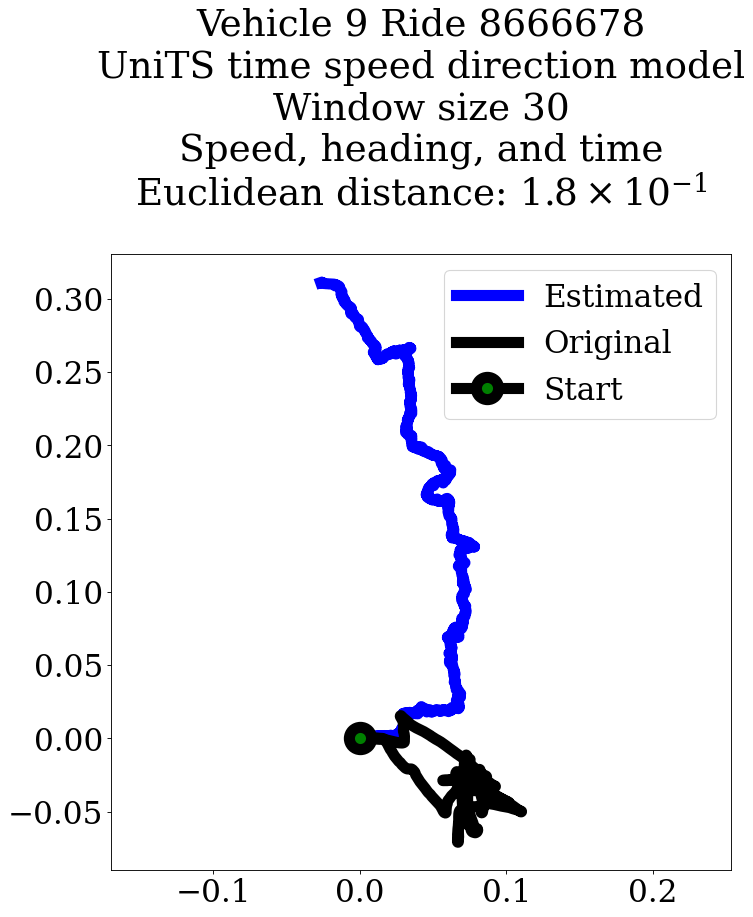 Vehicle 9 Ride 8666678
UniTS time speed direction model
Window size 30
Speed, heading, and time
Euclidean distance: 1.8 × 10⁻¹
Estimated
Original
Start
0.30
0.25
0.20
0.15
0.10
0.05
0.00
−0.05
−0.1 0.0 0.1 0.2